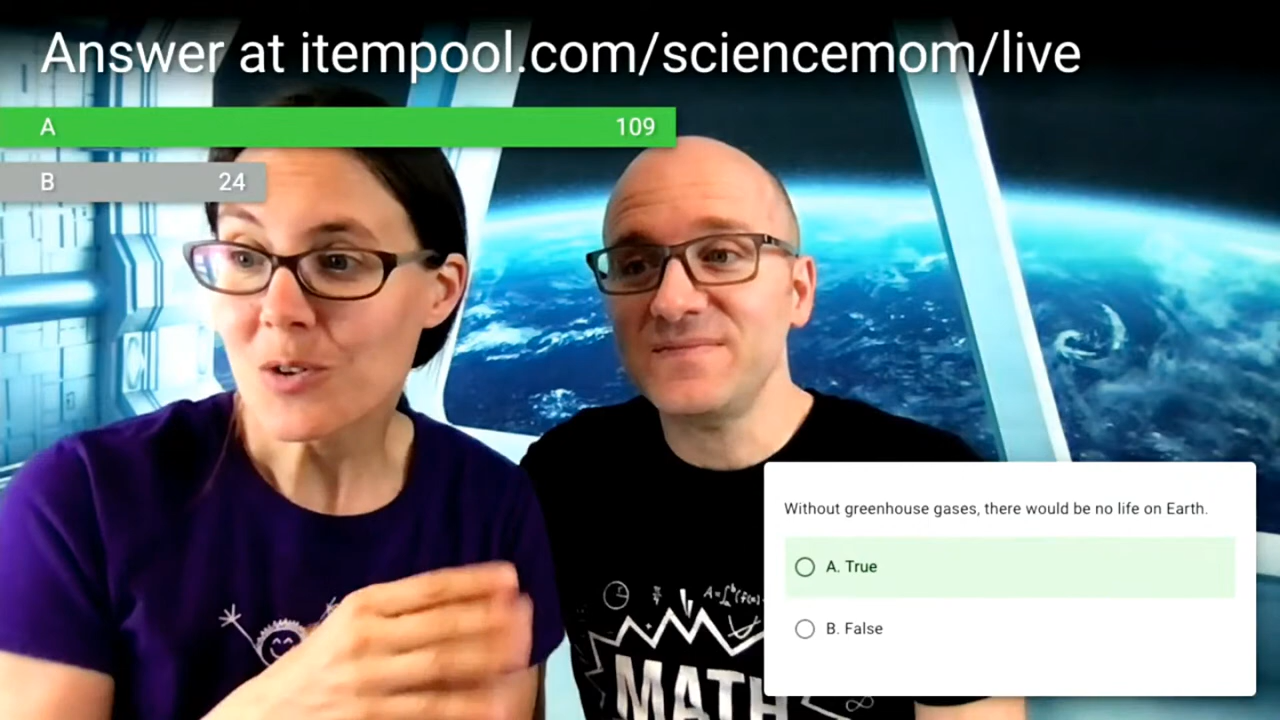 Answer at itempool.com/sciencemom/live
A 109
B 24
Without greenhouse gases, there would be no life on Earth.
A. True
B. False
MATH